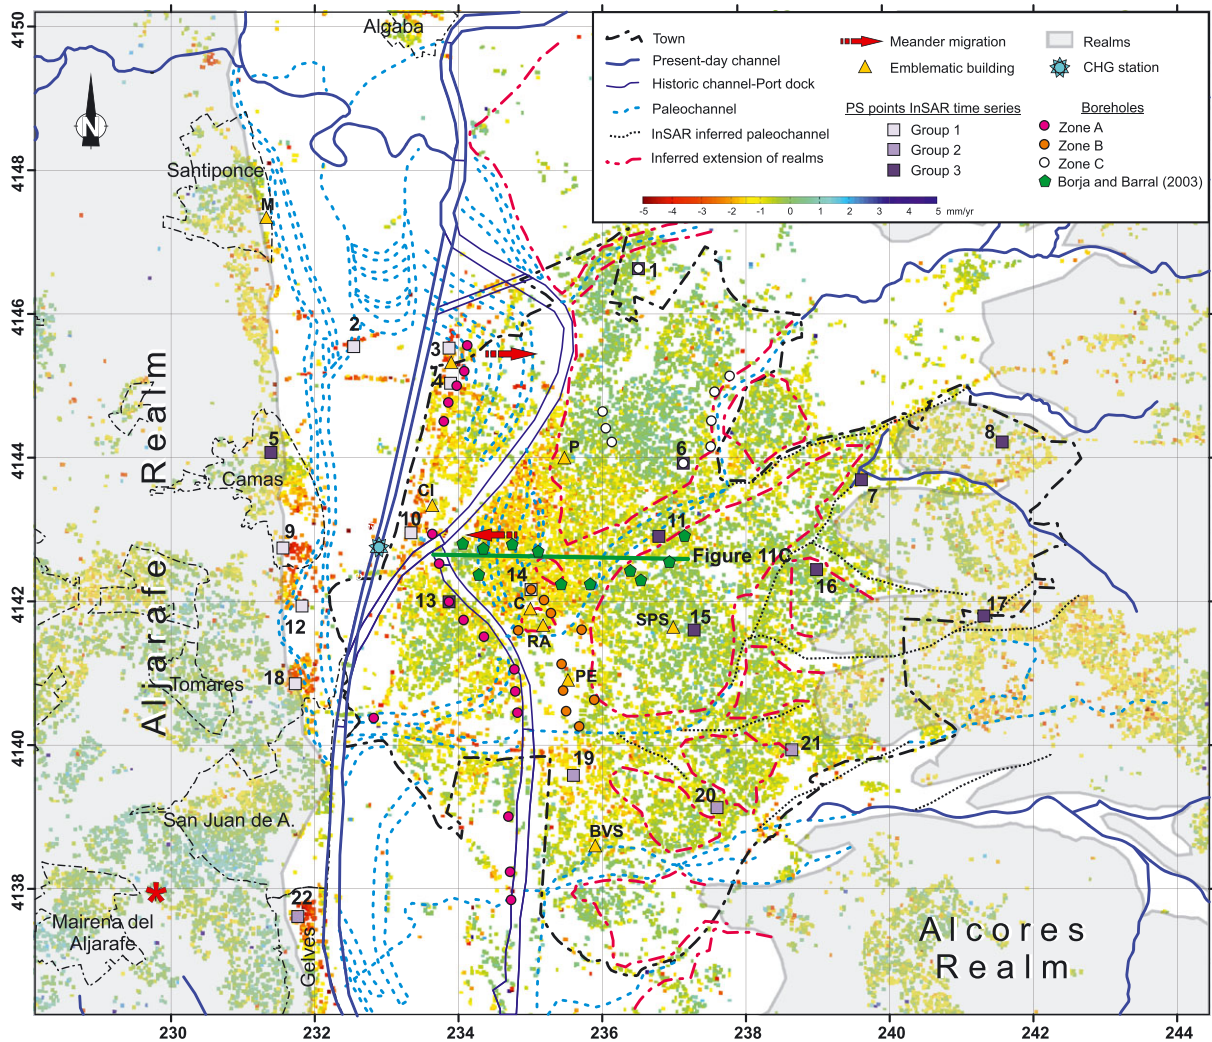 4150
4148
4146
4144
4142
4140
4138
230
232
234
236
238
240
242
244
N
Algaba
Santiponce
M
Camas
Tomares
San Juan de A.
Mairena del
Aljarafe
Gelves
Aljarafe Realm
Alcores
Realm
Town
Present-day channel
Historic channel-Port dock
Paleochannel
InSAR inferred paleochannel
Inferred extension of realms
Meander migration
Emblematic building
Realms
CHG station
PS points InSAR time series
Group 1
Group 2
Group 3
Boreholes
Zone A
Zone B
Zone C
Borja and Barral (2003)
-5 -4 -3 -2 -1 0 1 2 3 4 5 mm/yr
1
2
3
4
5
6
7
8
9
10
11
12
13
14
15
16
17
18
19
20
21
22
P
CI
C
RA
PE
SPS
BVS
Figure 11C
*